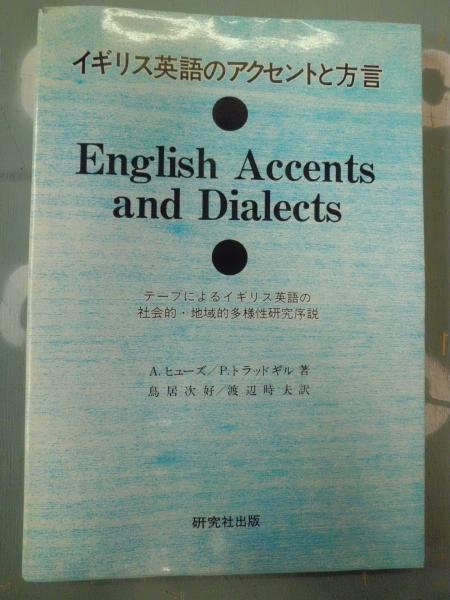 イギリス英語のアクセントと方言
English Accents
and Dialects
テープによるイギリス英語の
社会的・地域的多様性研究序説
A.ヒューズ/P.トラッドギル 著
鳥居次好/渡辺時夫訳
研究社出版